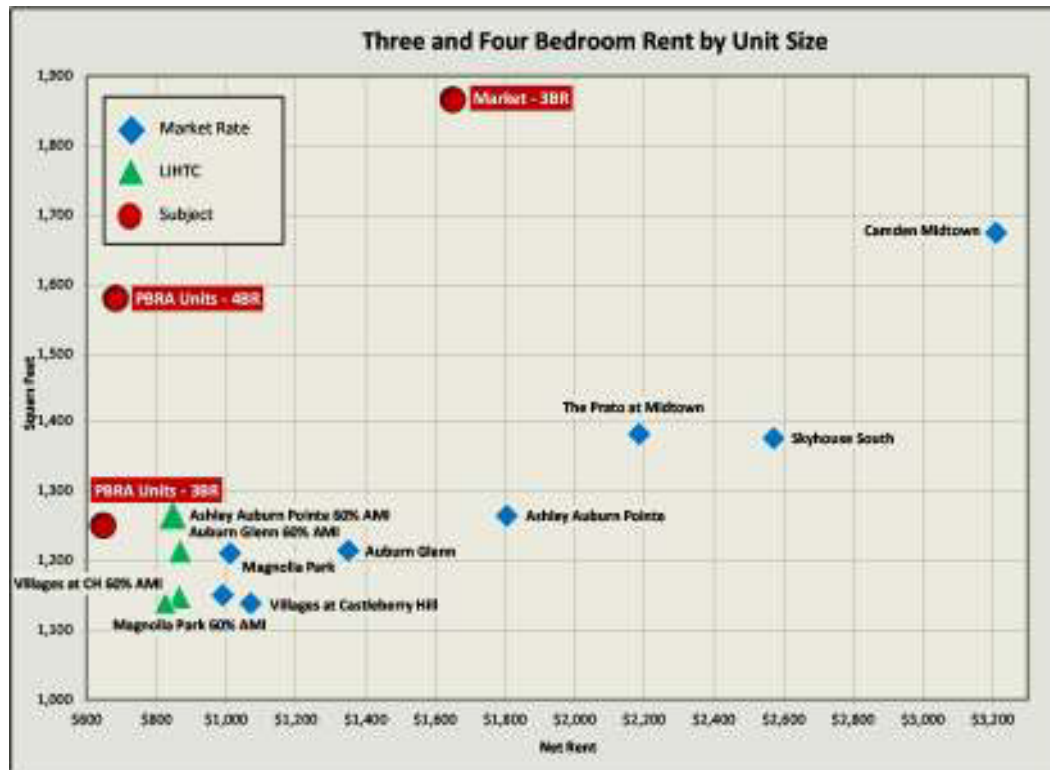 Three and Four Bedroom Rent by Unit Size
1,900
1,800
1,700
1,600
1,500
1,400
1,300
1,200
1,100
1,000
Square Feet
Market Rate
LIHTC
Subject
Market - 3BR
Camden Midtown
PBRA Units - 4BR
The Prato at Midtown
Skyhouse South
PBRA Units - 3BR
Ashley Auburn Pointe 60% AMI
Ashley Auburn Pointe
Auburn Glenn 60% AMI
Auburn Glenn
Magnolia Park
Villages at CH 60% AMI
Villages at Castleberry Hill
Magnolia Park 60% AMI
$600 $800 $1,000 $1,200 $1,400 $1,600 $1,800 $2,000 $2,200 $2,400 $2,600 $2,800 $3,000 $3,200
Net Rent